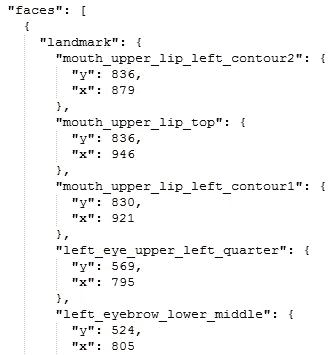 "faces": [
{
"landmark": {
"mouth_upper_lip_left_contour2": {
"y": 836,
"x": 879
},
"mouth_upper_lip_top": {
"y": 836,
"x": 946
},
"mouth_upper_lip_left_contour1": {
"y": 830,
"x": 921
},
"left_eye_upper_left_quarter": {
"y": 569,
"x": 795
},
"left_eyebrow_lower_middle": {
"y": 524,
"x": 805